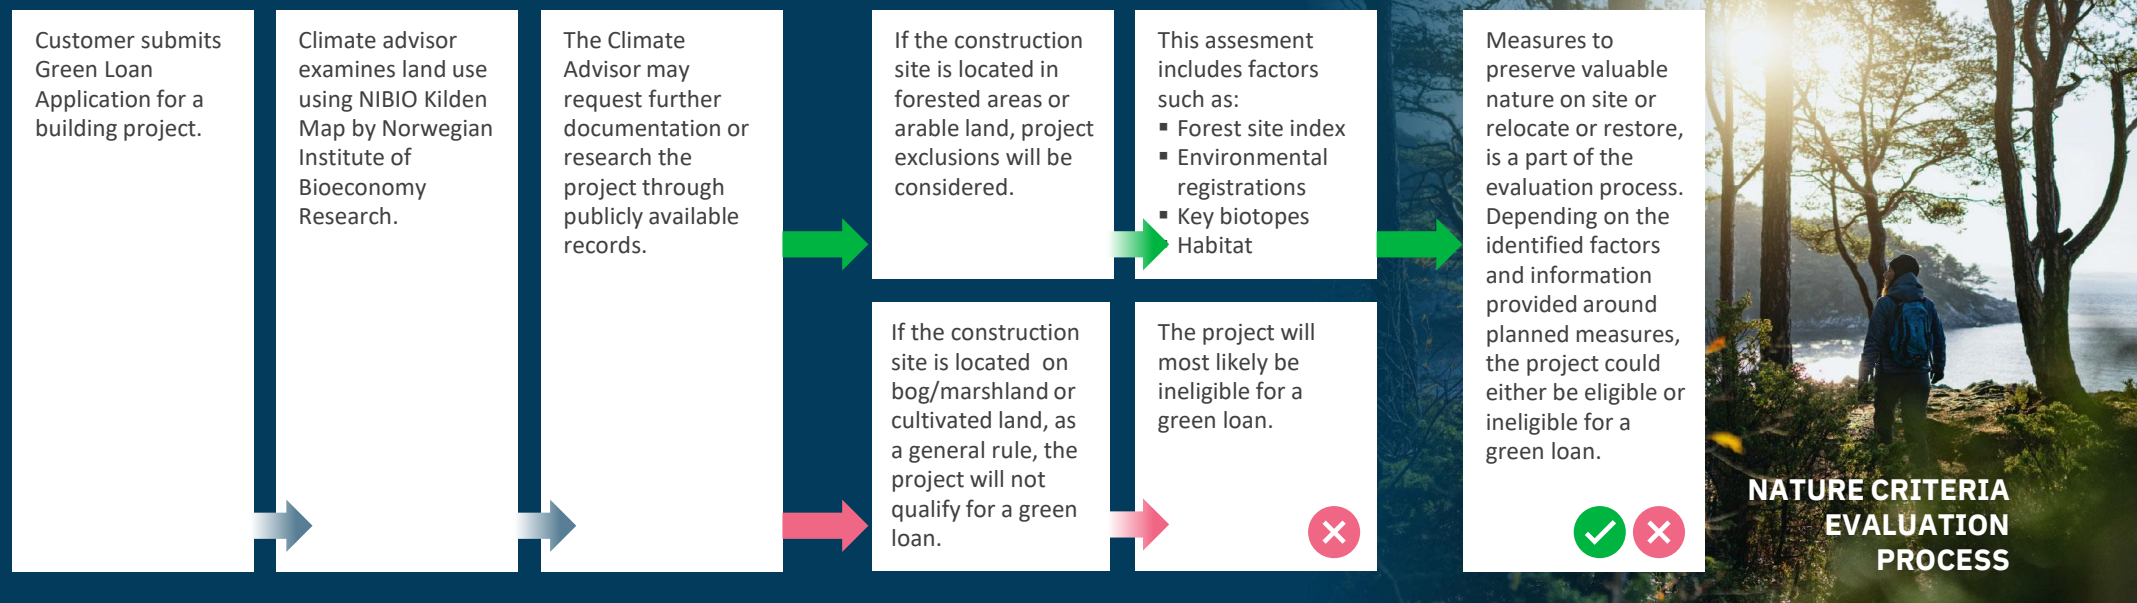 Customer submits
Green Loan
Application for a
building project.
Climate advisor
examines land use
using NIBIO Kilden
Map by Norwegian
Institute of
Bioeconomy
Research.
The Climate
Advisor may
request further
documentation or
research the
project through
publicly available
records.
If the construction
site is located in
forested areas or
arable land, project
exclusions will be
considered.
This assesment
includes factors
such as:
▪ Forest site index
▪ Environmental
registrations
▪ Key biotopes
Habitat
If the construction
site is located on
bog/marshland or
cultivated land, as
a general rule, the
project will not
qualify for a green
loan.
The project will
most likely be
ineligible for a
green loan.
Measures to
preserve valuable
nature on site or
relocate or restore,
is a part of the
evaluation process.
Depending on the
identified factors
and information
provided around
planned measures,
the project could
either be eligible or
ineligible for a
green loan.
NATURE CRITERIA
EVALUATION
PROCESS